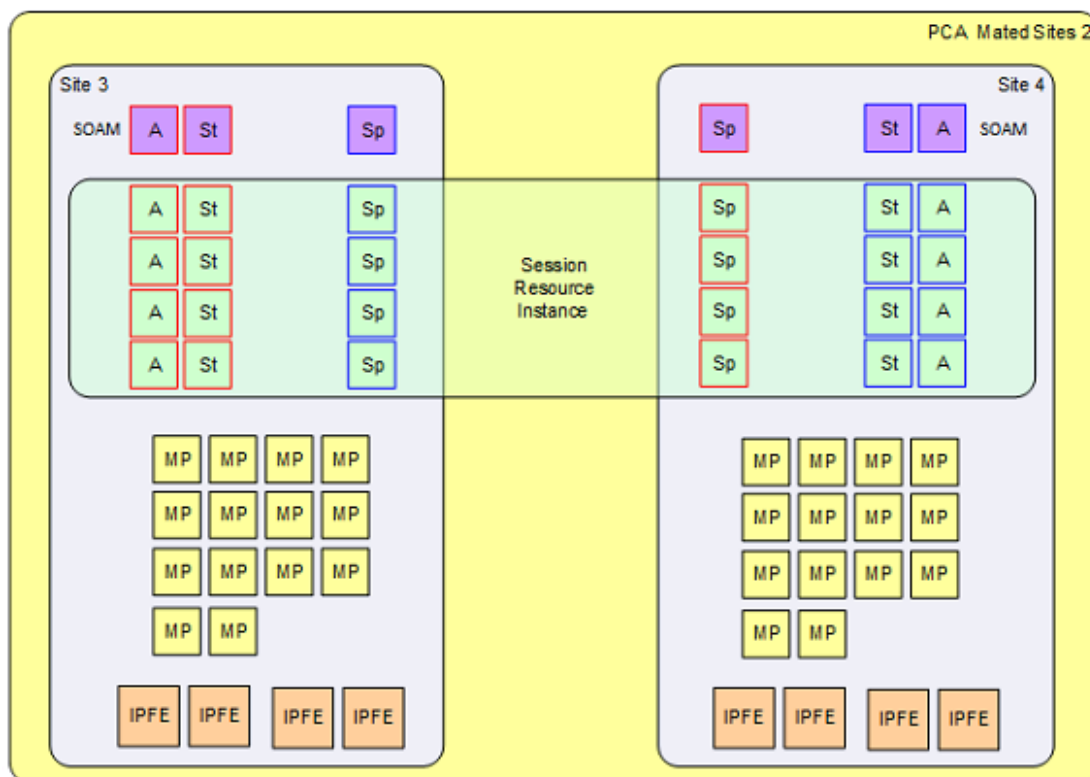 PCA Mated Sites 2
Site 3
Site 4
SOAM A St Sp
Sp St A SOAM
A St Sp
Sp St A
A St Sp
Sp St A
A St Sp
Sp St A
A St Sp
Sp St A
Session
Resource
Instance
MP MP MP MP
MP MP MP MP
MP MP MP MP
MP MP MP MP
MP MP MP MP
MP MP MP MP
MP MP
MP MP
IPFE IPFE IPFE IPFE
IPFE IPFE IPFE IPFE